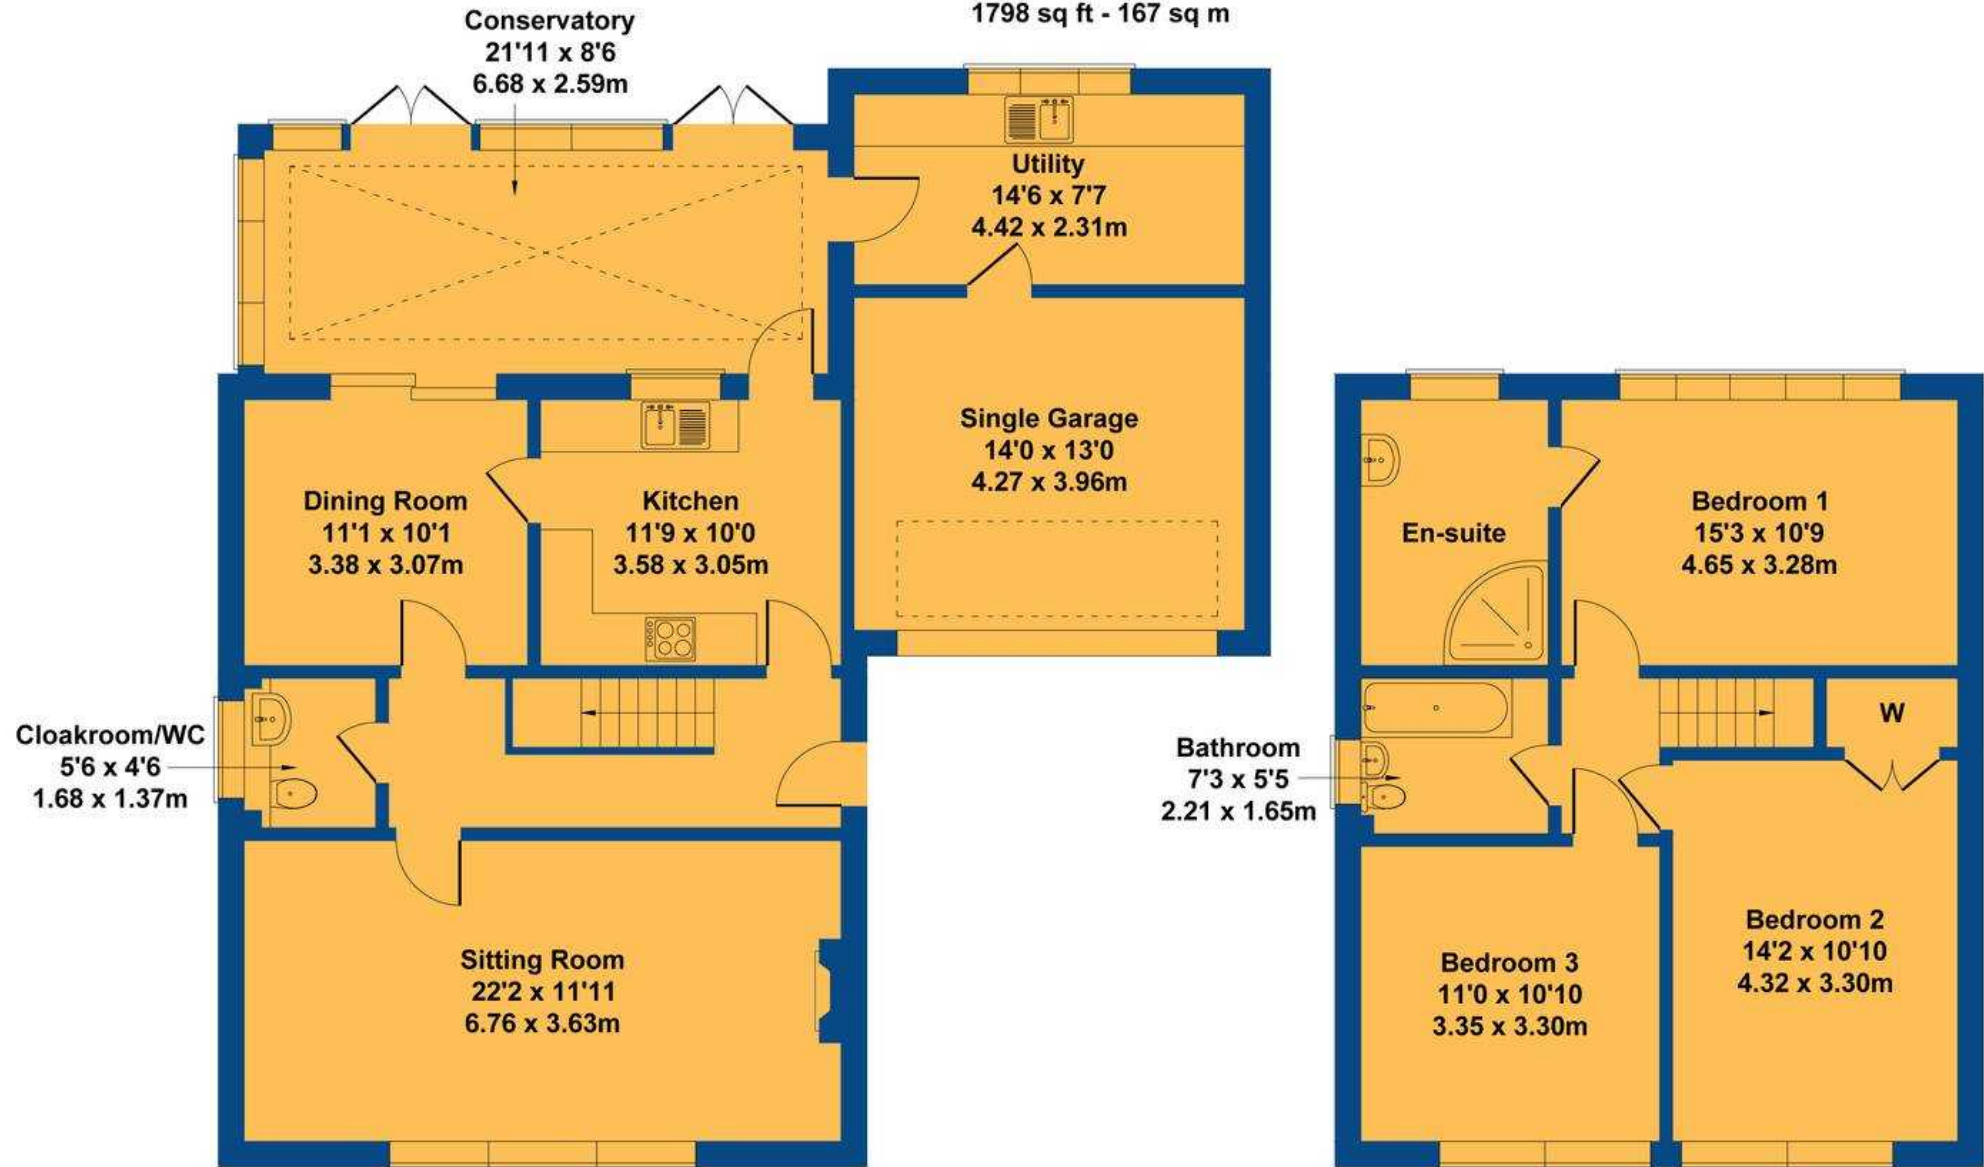 1798 sq ft - 167 sq m
Conservatory
21'11 x 8'6
6.68 x 2.59m
Utility
14'6 x 7'7
4.42 x 2.31m
Single Garage
14'0 x 13'0
4.27 x 3.96m
Dining Room
11'1 x 10'1
3.38 x 3.07m
Kitchen
11'9 x 10'0
3.58 x 3.05m
En-suite
Bedroom 1
15'3 x 10'9
4.65 x 3.28m
Cloakroom/WC
5'6 x 4'6
1.68 x 1.37m
Bathroom
7'3 x 5'5
2.21 x 1.65m
W
Sitting Room
22'2 x 11'11
6.76 x 3.63m
Bedroom 3
11'0 x 10'10
3.35 x 3.30m
Bedroom 2
14'2 x 10'10
4.32 x 3.30m